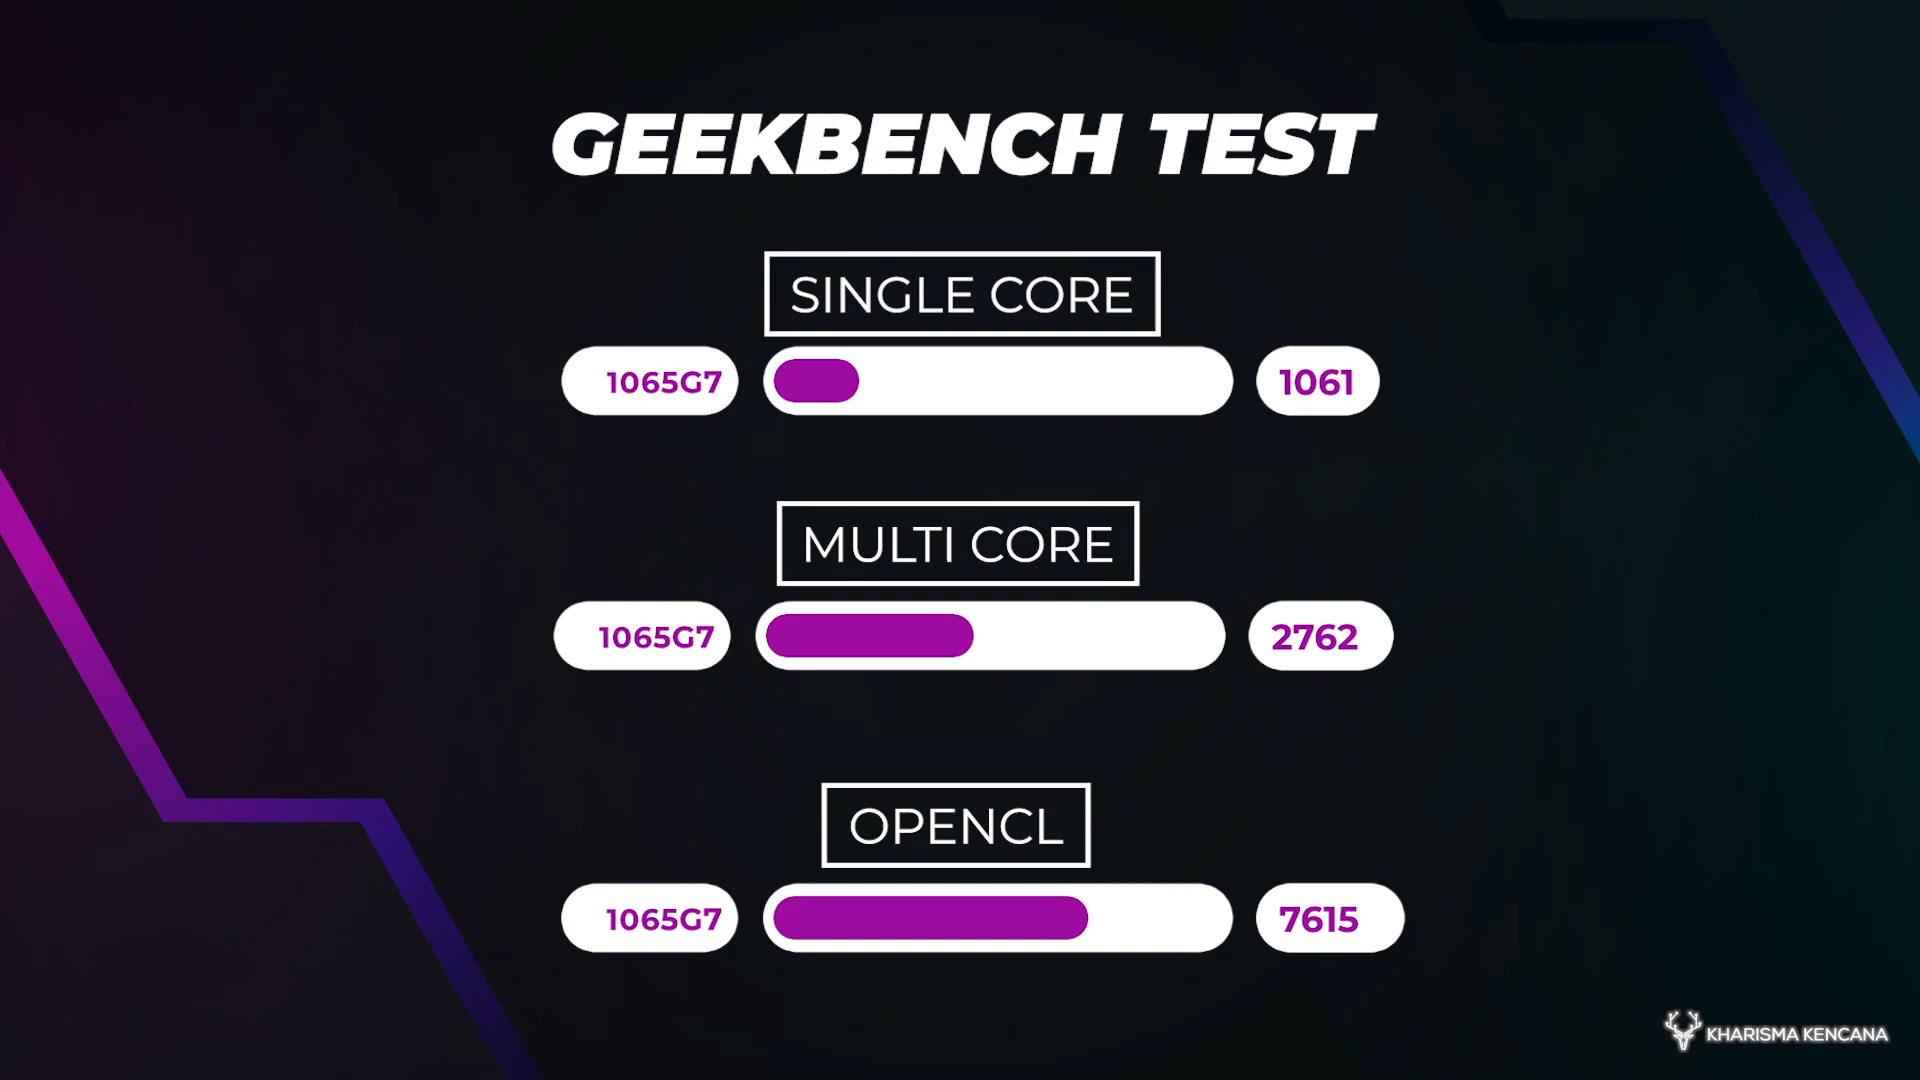 GEEKBENCH TEST
SINGLE CORE
1065G7 1061
MULTI CORE
1065G7 2762
OPENCL
1065G7 7615
KHARISMA KENCANA